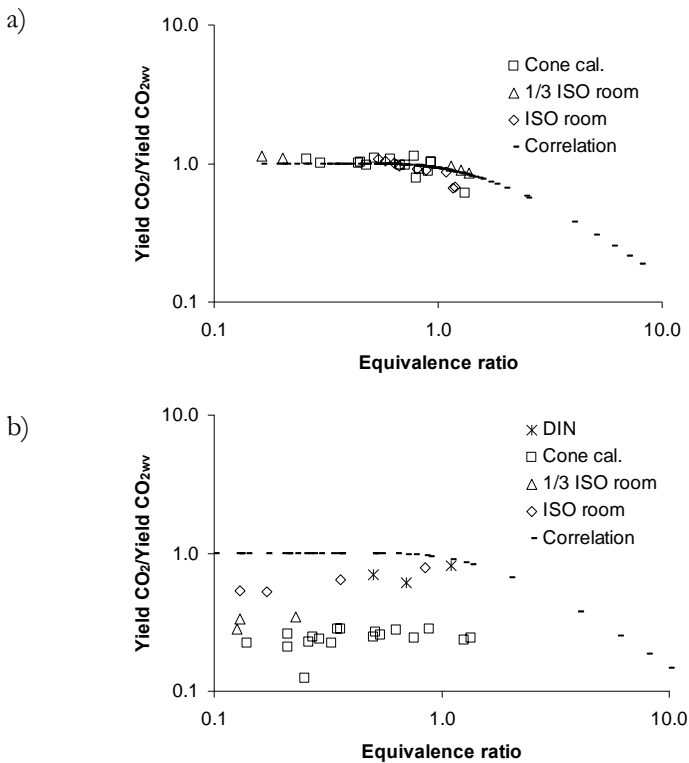 a)
10.0
1.0
0.1
Yield CO₂/Yield CO₂wv
Cone cal.
1/3 ISO room
ISO room
Correlation
0.1
1.0
10.0
Equivalence ratio
b)
10.0
1.0
0.1
Yield CO₂/Yield CO₂wv
DIN
Cone cal.
1/3 ISO room
ISO room
Correlation
0.1
1.0
10.0
Equivalence ratio